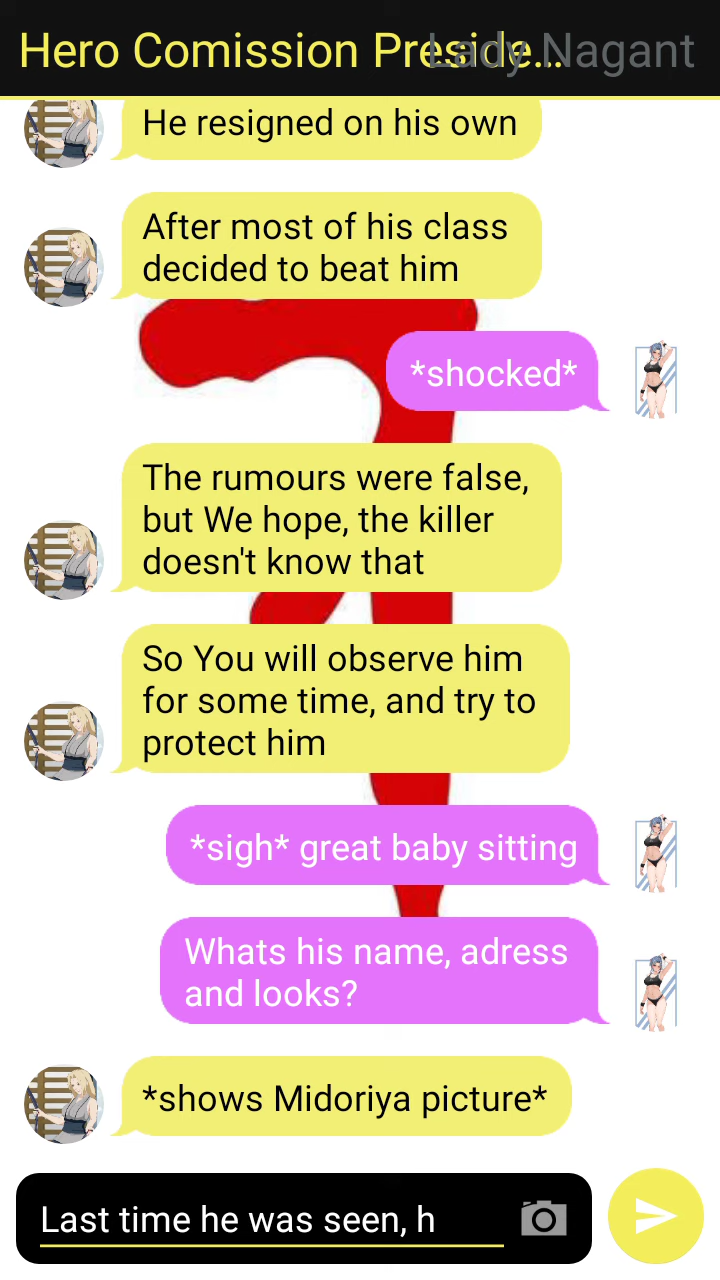 Hero Comission Preside...
Lady Nagant
He resigned on his own
After most of his class
decided to beat him
*shocked*
The rumours were false,
but We hope, the killer
doesn't know that
So You will observe him
for some time, and try to
protect him
*sigh* great baby sitting
Whats his name, adress
and looks?
*shows Midoriya picture*
Last time he was seen, h